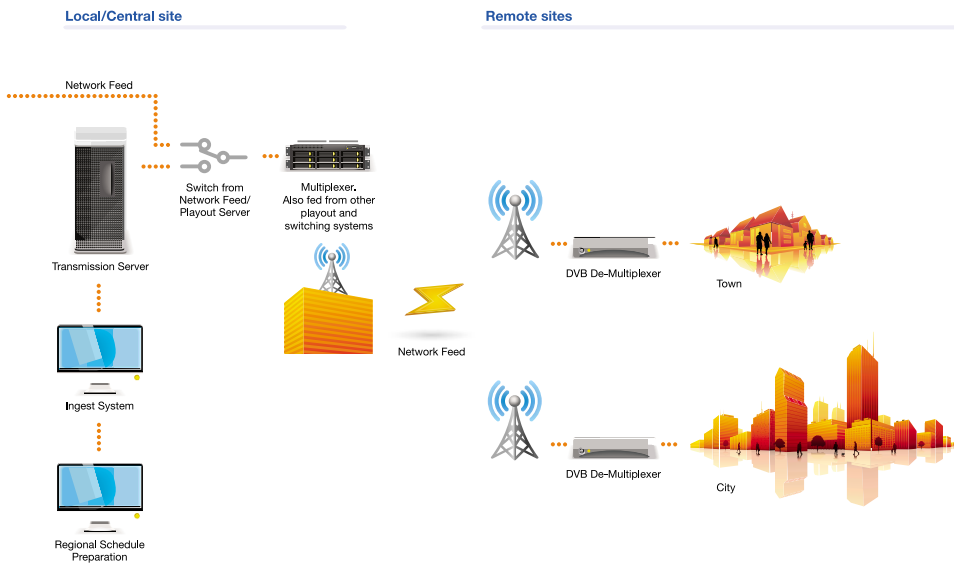 Local/Central site
Remote sites
Network Feed
Switch from
Network Feed/
Playout Server
Multiplexer.
Also fed from other
playout and
switching systems
Transmission Server
Ingest System
Regional Schedule
Preparation
Network Feed
DVB De-Multiplexer
Town
DVB De-Multiplexer
City